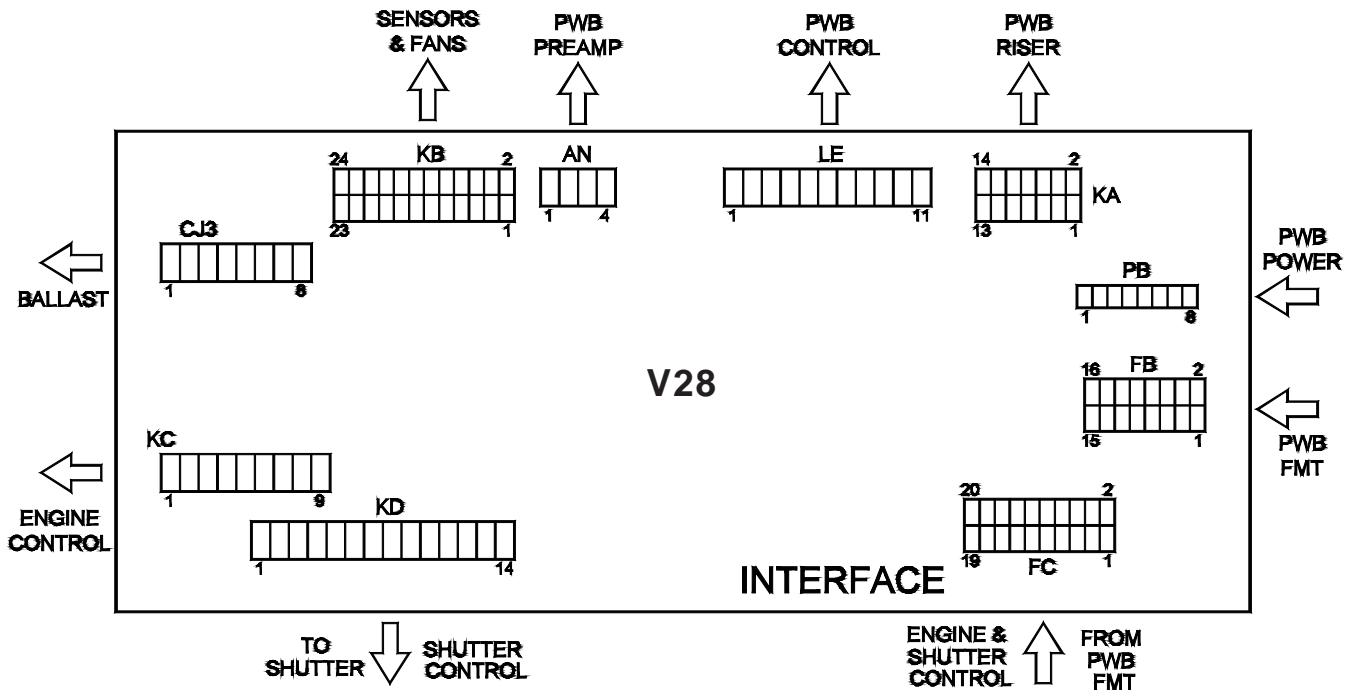 SENSORS
& FANS
PWB
PREAMP
PWB
CONTROL
PWB
RISER
24 KB 2
23 1
AN
1 4
LE
1 11
14 2
KA
13 1
CJ3
1 8
BALLAST
PWB
POWER
PB
1 8
V28
16 FB 2
15 1
PWB
FMT
KC
1 9
ENGINE
CONTROL
KD
1 14
20 2
19 FC 1
INTERFACE
TO
SHUTTER
SHUTTER
CONTROL
ENGINE &
SHUTTER
CONTROL
FROM
PWB
FMT